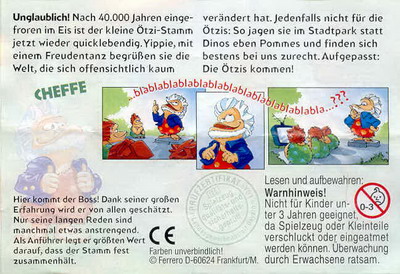 Unglaublich! Nach 40.000 Jahren einge-
froren im Eis ist der kleine Ötzi-Stamm
jetzt wieder quicklebendig. Yippie, mit
einem Freudentanz begrüßen sie die
Welt, die sich offensichtlich kaum
verändert hat. Jedenfalls nicht für die
Ötzis: So jagen sie im Stadtpark statt
Dinos eben Pommes und finden sich
bestens bei uns zurecht. Aufgepasst:
Die Ötzis kommen!
CHEFFE
...blablablablablablablablablablablablablabla...???
Hier kommt der Boss! Dank seiner großen
Erfahrung wird er von allen geschätzt.
Nur seine langen Reden sind
manchmal etwas anstrengend.
Als Anführer legt er größten Wert
darauf, dass der Stamm fest
zusammenhält.
CE
Farben unverbindlich!
© Ferrero D-60624 Frankfurt/M.
Lesen und aufbewahren:
Warnhinweis!
Nicht für Kinder un-
ter 3 Jahren geeignet,
da Spielzeug oder Kleinteile
verschluckt oder eingeatmet
werden können. Überwachung
durch Erwachsene ratsam.
0-3